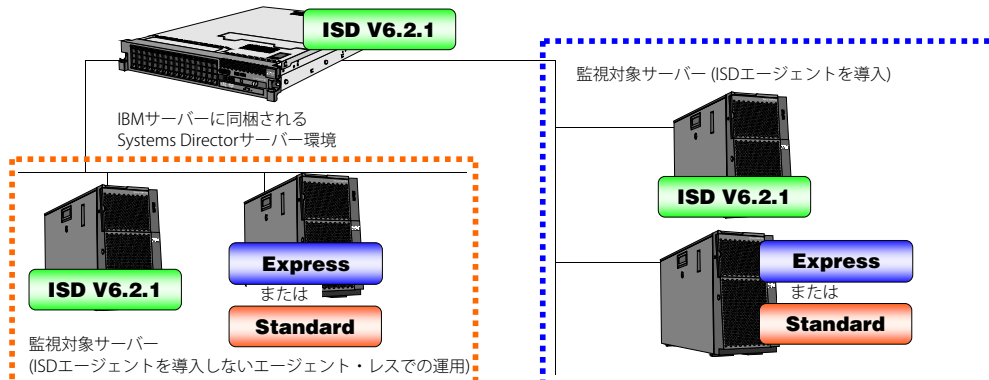 ISD V6.2.1
IBMサーバーに同梱される
Systems Directorサーバー環境
ISD V6.2.1
Express
または
Standard
監視対象サーバー
(ISDエージェントを導入しないエージェント・レスでの運用)
監視対象サーバー (ISDエージェントを導入)
ISD V6.2.1
Express
または
Standard